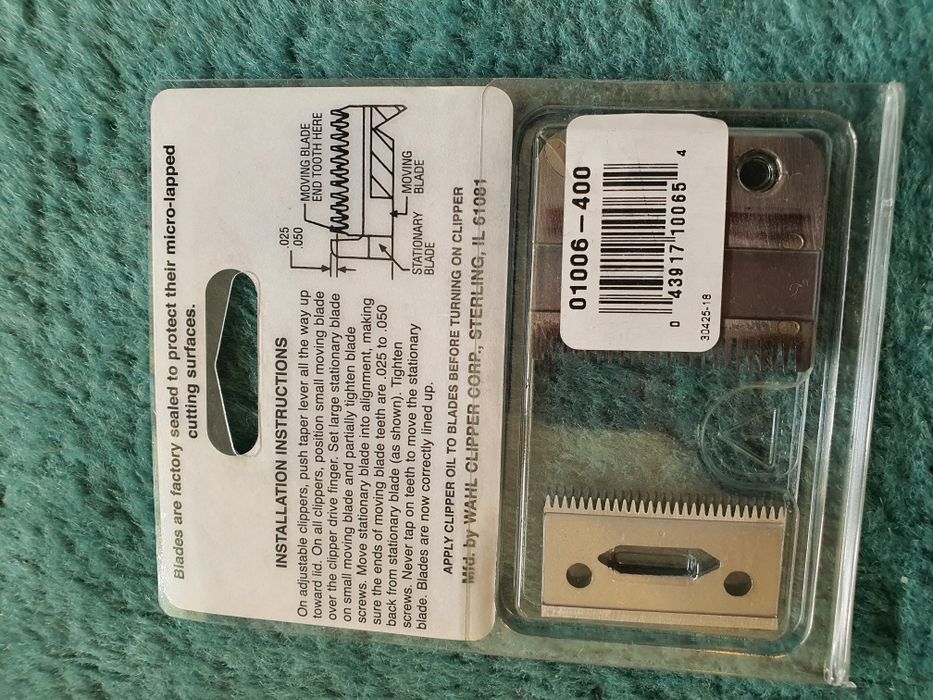 Blades are factory sealed to protect their micro-lapped
cutting surfaces.
INSTALLATION INSTRUCTIONS
On adjustable clippers, push taper lever all the way up
toward lid. On all clippers, position small moving blade
over the clipper drive finger. Set large stationary blade
on small moving blade and partially tighten blade
screws. Move stationary blade into alignment, making
sure the ends of moving blade teeth are .025 to .050
back from stationary blade (as shown). Tighten
screws. Never tap on teeth to move the stationary
blade. Blades are now correctly lined up.
.025
.050
MOVING BLADE
END TOOTH HERE
STATIONARY
BLADE
MOVING
BLADE
APPLY CLIPPER OIL TO BLADES BEFORE TURNING ON CLIPPER
Mfd. by WAHL CLIPPER CORP., STERLING, IL 61081
01006-400
0 43917 10065 4
30425-18